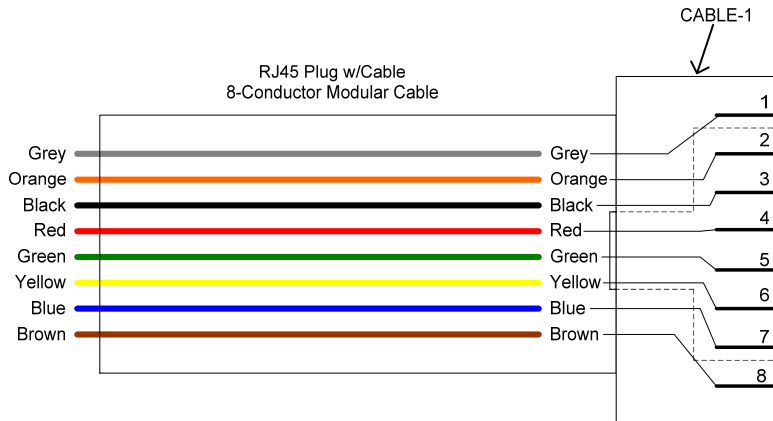 CABLE-1
RJ45 Plug w/Cable
8-Conductor Modular Cable
Grey Grey 1
Orange Orange 2
Black Black 3
Red Red 4
Green Green 5
Yellow Yellow 6
Blue Blue 7
Brown Brown 8